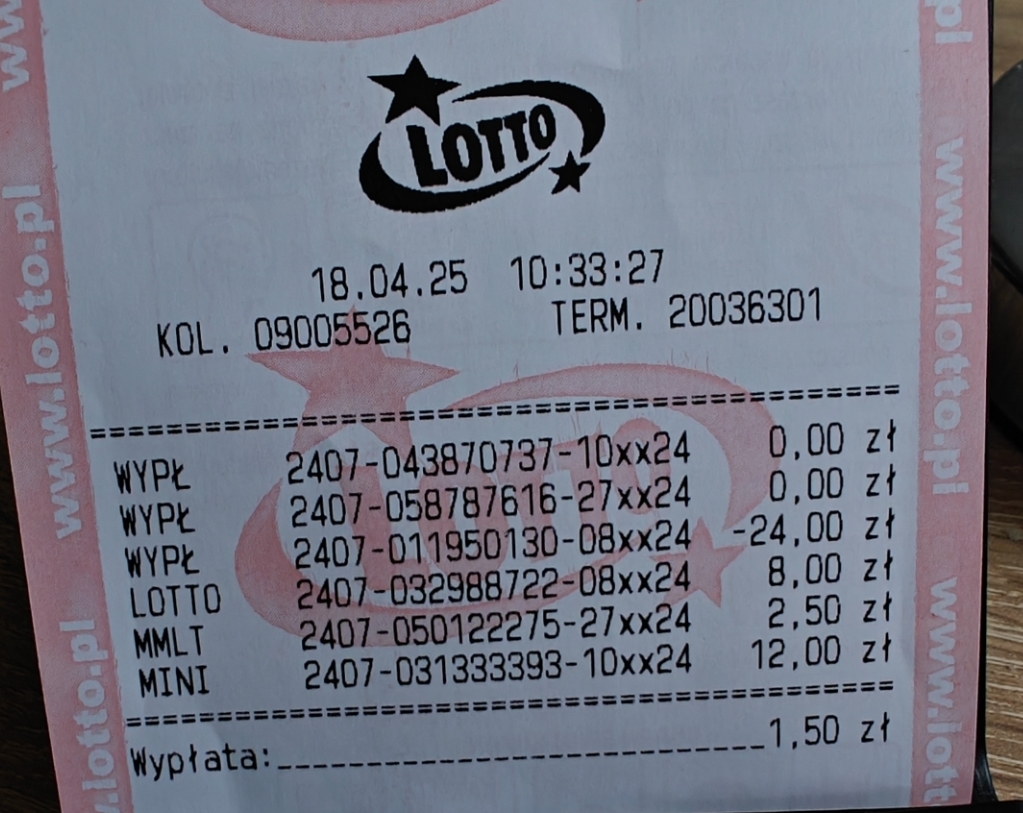 LOTTO
18.04.25 10:33:27
KOL. 09005526 TERM. 20036301
=============================================
WYPŁ 2407-043870737-10xx24 0,00 zł
WYPŁ 2407-058787616-27xx24 0,00 zł
WYPŁ 2407-011950130-08xx24 -24,00 zł
LOTTO 2407-032988722-08xx24 8,00 zł
MMLT 2407-050122275-27xx24 2,50 zł
MINI 2407-031333393-10xx24 12,00 zł
=============================================
Wypłata:____________________________1,50 zł
www.lotto.pl
www.lotto.pl
www.lotto.pl
LOTTO